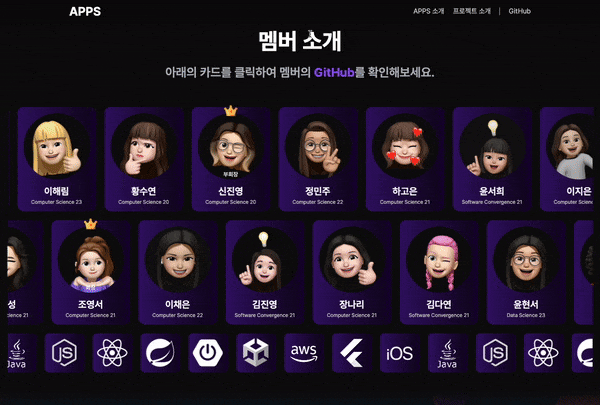 APPS
APPS 소개 프로젝트 소개 | GitHub
멤버 소개
아래의 카드를 클릭하여 멤버의 GitHub를 확인해보세요.
부회장
이해림 황수연 신진영 정민주 하고은 윤서희 이지은
Computer Science 23 Computer Science 20 Computer Science 20 Computer Science 22 Computer Science 21 Software Convergence 21 Computer Scien
성 조영서 이채은 김진영 장나리 김다연 윤현서
e 21 Computer Science 21 Computer Science 22 Software Convergence 21 Computer Science 21 Software Convergence 21 Data Science 23
Java JS aws iOS Java JS